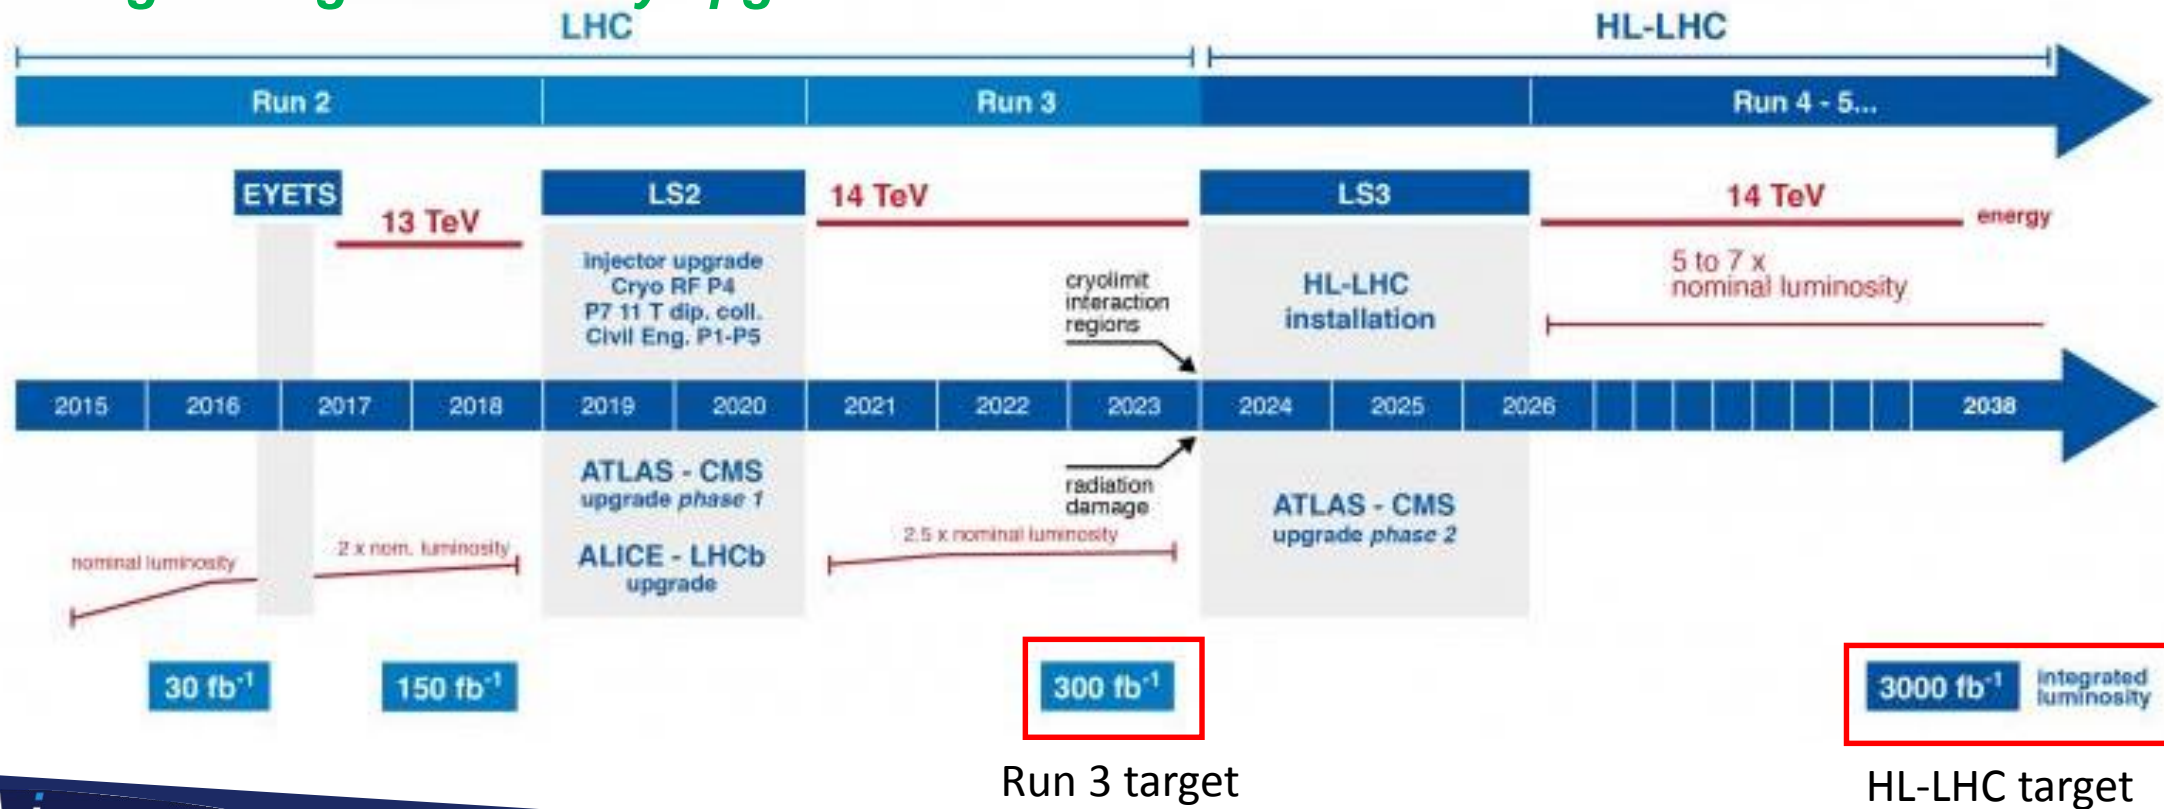 LHC
HL-LHC
Run 2
Run 3
Run 4 - 5...
EYETS
13 TeV
LS2
14 TeV
LS3
14 TeV
energy
injector upgrade
Cryo RF P4
P7 11 T dip. coll.
Civil Eng. P1-P5
cryolimit
interaction
regions
HL-LHC
installation
5 to 7 x
nominal luminosity
2015 2016 2017 2018 2019 2020 2021 2022 2023 2024 2025 2026 2038
ATLAS - CMS
upgrade phase 1
ALICE - LHCb
upgrade
radiation
damage
ATLAS - CMS
upgrade phase 2
nominal luminosity
2 x nom. luminosity
2.5 x nominal luminosity
30 fb-1
150 fb-1
300 fb-1
3000 fb-1
integrated
luminosity
Run 3 target
HL-LHC target